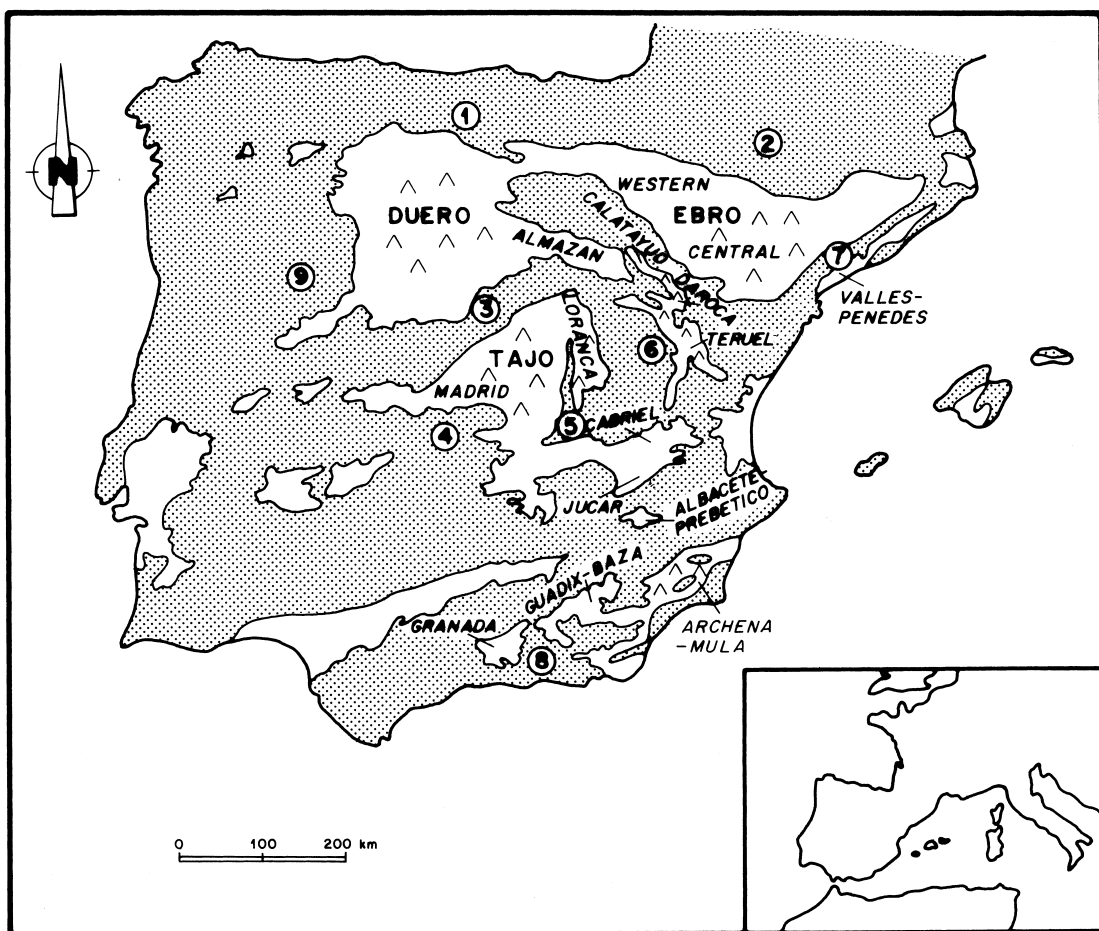 1
2
N
WESTERN
DUERO
CALATAYUD
EBRO
ALMAZAN
CENTRAL
7
9
DAROCA
VALLES-
PENEDES
3
LORANCA
TERUEL
6
TAJO
MADRID
5
CABRIEL
4
JUCAR
ALBACETE-
PREBETICO
GUADIX-BAZA
GRANADA
ARCHENA
-MULA
8
0 100 200 km